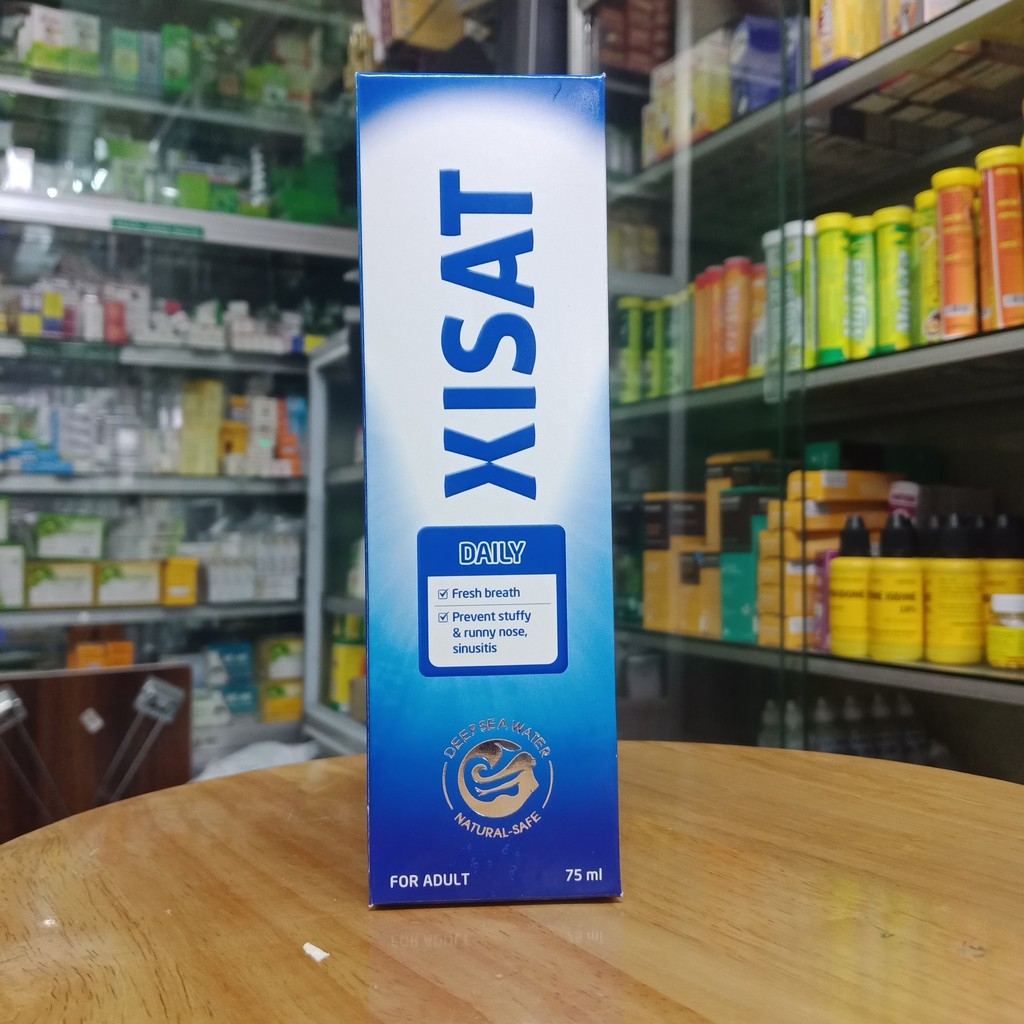 XISAT
DAILY
Fresh breath
Prevent stuffy
& runny nose,
sinusitis
DEEP SEA WATER
NATURAL-SAFE
FOR ADULT
75 ml